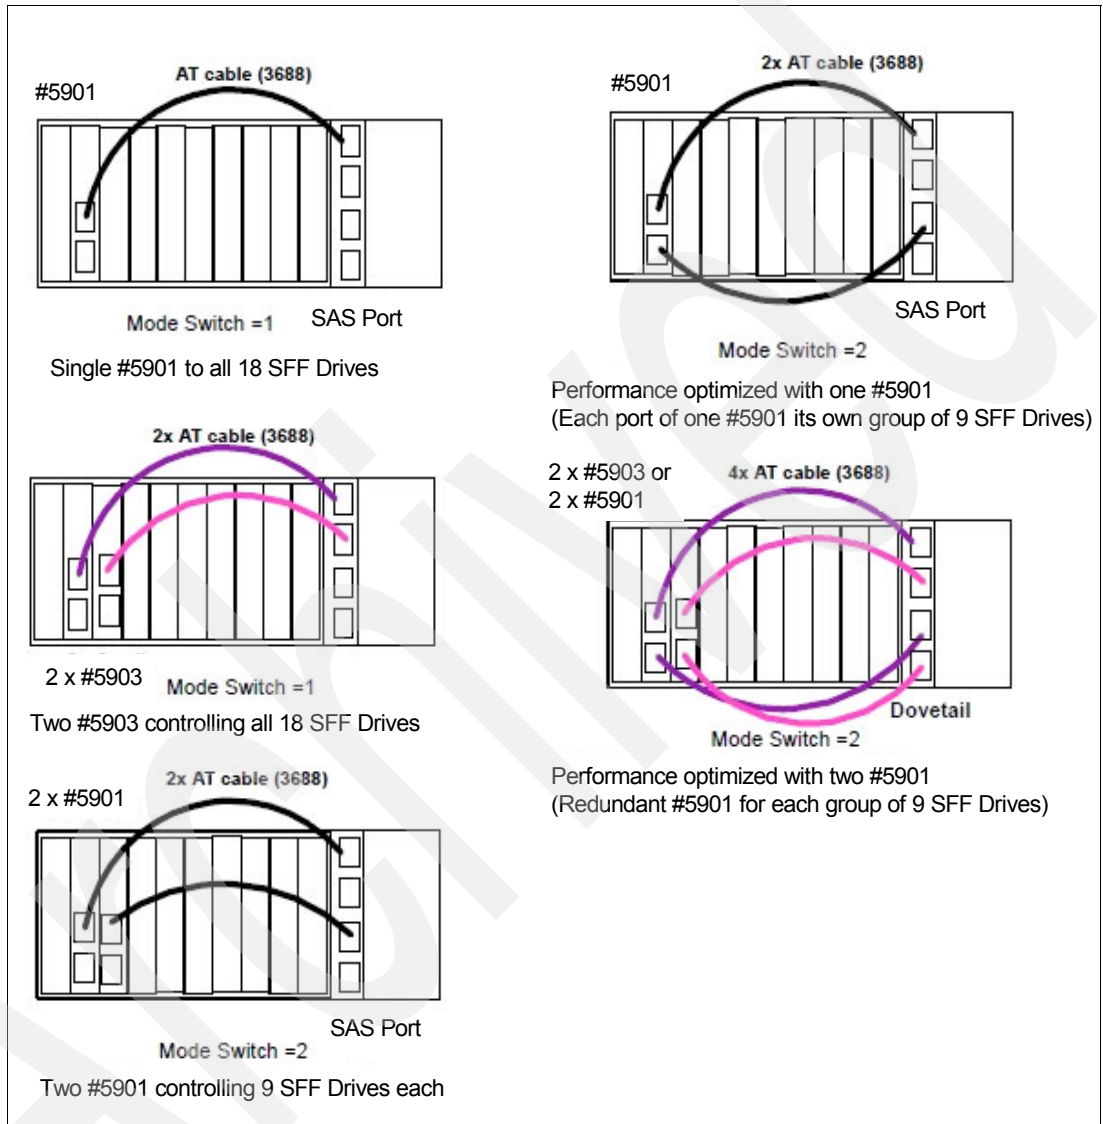 AT cable (3688)
#5901
Mode Switch =1
SAS Port
Single #5901 to all 18 SFF Drives
2x AT cable (3688)
#5901
SAS Port
Mode Switch =2
Performance optimized with one #5901
(Each port of one #5901 its own group of 9 SFF Drives)
2x AT cable (3688)
2 x #5903
Mode Switch =1
Two #5903 controlling all 18 SFF Drives
2 x #5903 or
2 x #5901
4x AT cable (3688)
Dovetail
Mode Switch =2
Performance optimized with two #5901
(Redundant #5901 for each group of 9 SFF Drives)
2x AT cable (3688)
2 x #5901
SAS Port
Mode Switch =2
Two #5901 controlling 9 SFF Drives each